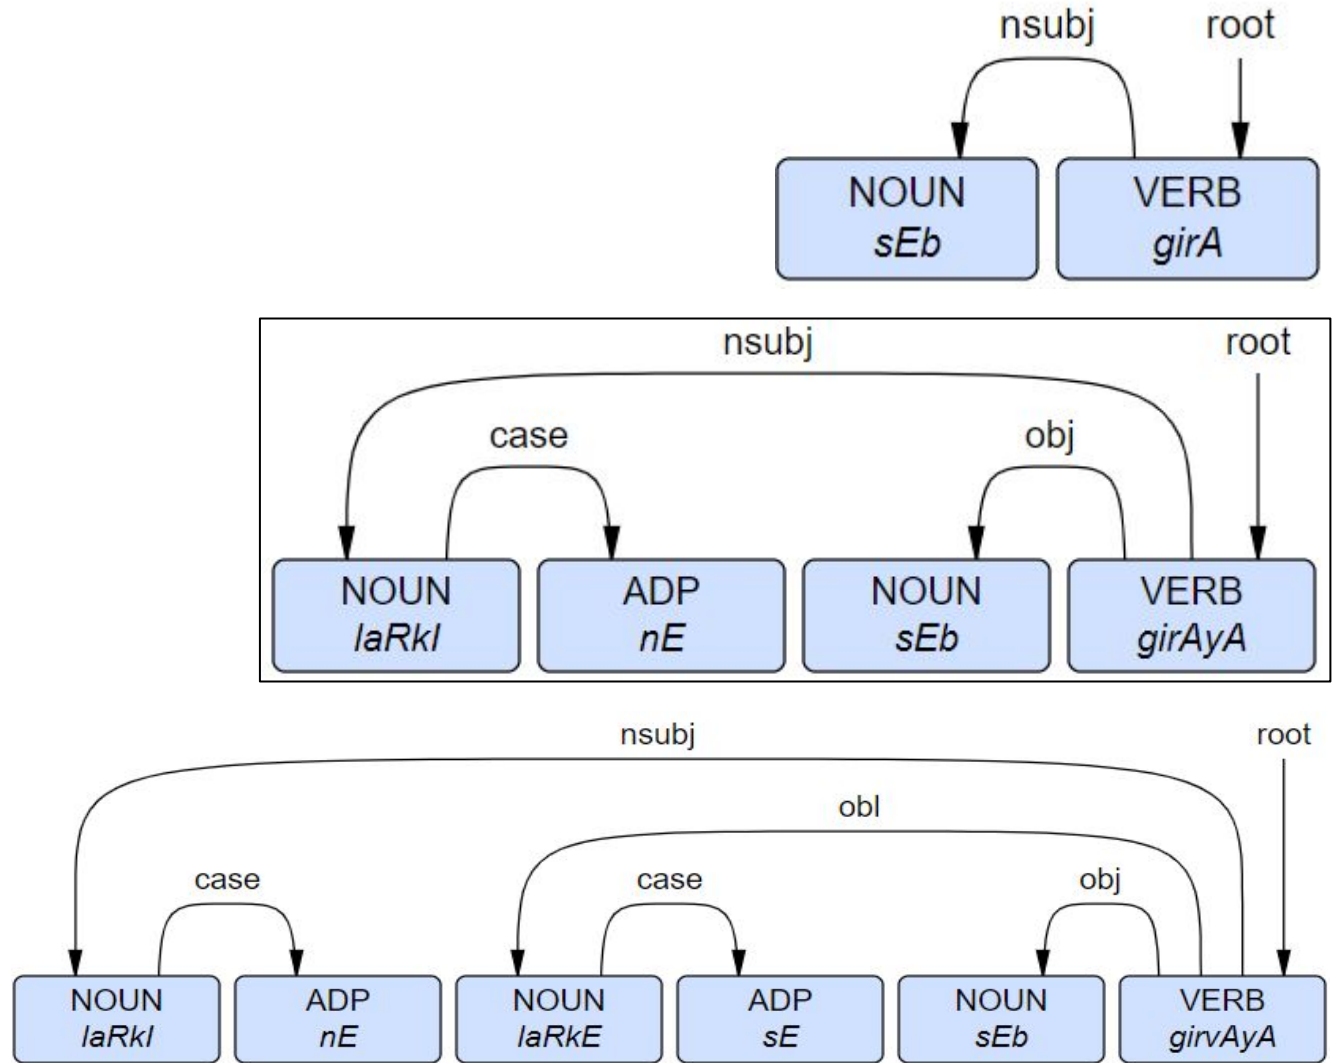 nsubj root
NOUN VERB
sEb girA
nsubj root
case obj
NOUN ADP NOUN VERB
laRkI nE sEb girAyA
nsubj root
obl
case case obj
NOUN ADP NOUN ADP NOUN VERB
laRkI nE laRkE sE sEb girvAyA